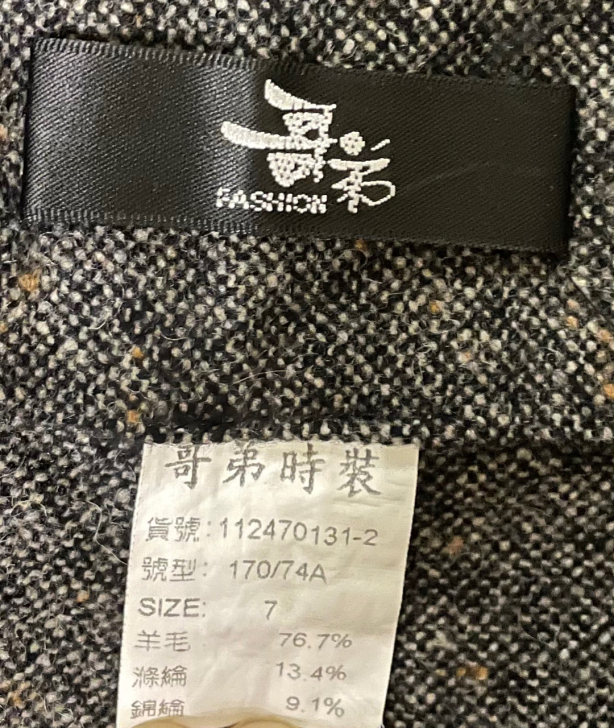 哥弟
FASHION
哥弟時裝
貨號:112470131-2
號型: 170/74A
SIZE: 7
羊毛 76.7%
滌綸 13.4%
錦綸 9.1%